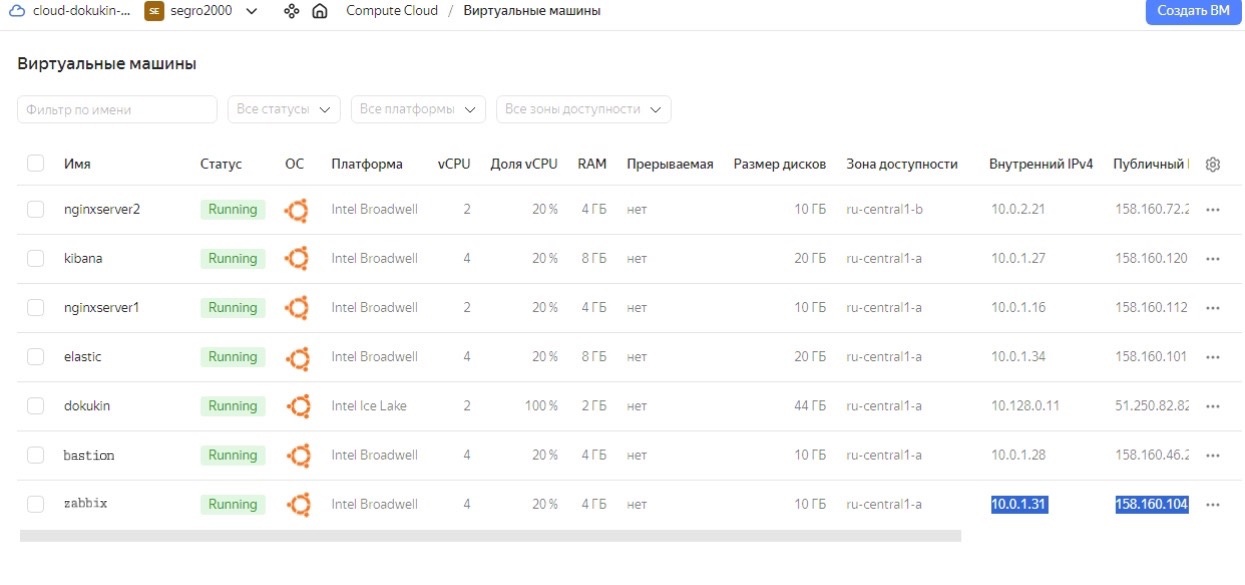 cloud-dokukin-... SE segro2000 Compute Cloud / Виртуальные машины Создать ВМ
Виртуальные машины
Фильтр по имени Все статусы Все платформы Все зоны доступности
Имя Статус ОС Платформа vCPU Доля vCPU RAM Прерываемая Размер дисков Зона доступности Внутренний IPv4 Публичный I
nginxserver2 Running Intel Broadwell 2 20 % 4 ГБ нет 10 ГБ ru-central1-b 10.0.2.21 158.160.72.2 ...
kibana Running Intel Broadwell 4 20 % 8 ГБ нет 20 ГБ ru-central1-a 10.0.1.27 158.160.120 ...
nginxserver1 Running Intel Broadwell 2 20 % 4 ГБ нет 10 ГБ ru-central1-a 10.0.1.16 158.160.112 ...
elastic Running Intel Broadwell 4 20 % 8 ГБ нет 20 ГБ ru-central1-a 10.0.1.34 158.160.101 ...
dokukin Running Intel Ice Lake 2 100 % 2 ГБ нет 44 ГБ ru-central1-a 10.128.0.11 51.250.82.82 ...
bastion Running Intel Broadwell 4 20 % 4 ГБ нет 10 ГБ ru-central1-a 10.0.1.28 158.160.46.2 ...
zabbix Running Intel Broadwell 4 20 % 4 ГБ нет 10 ГБ ru-central1-a 10.0.1.31 158.160.104 ...